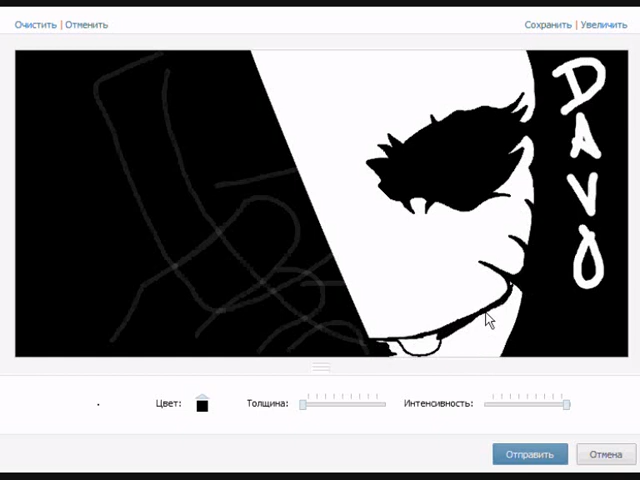 Очистить | Отменить
Сохранить | Увеличить
DAVO
Цвет:
Толщина:
Интенсивность:
Отправить
Отмена